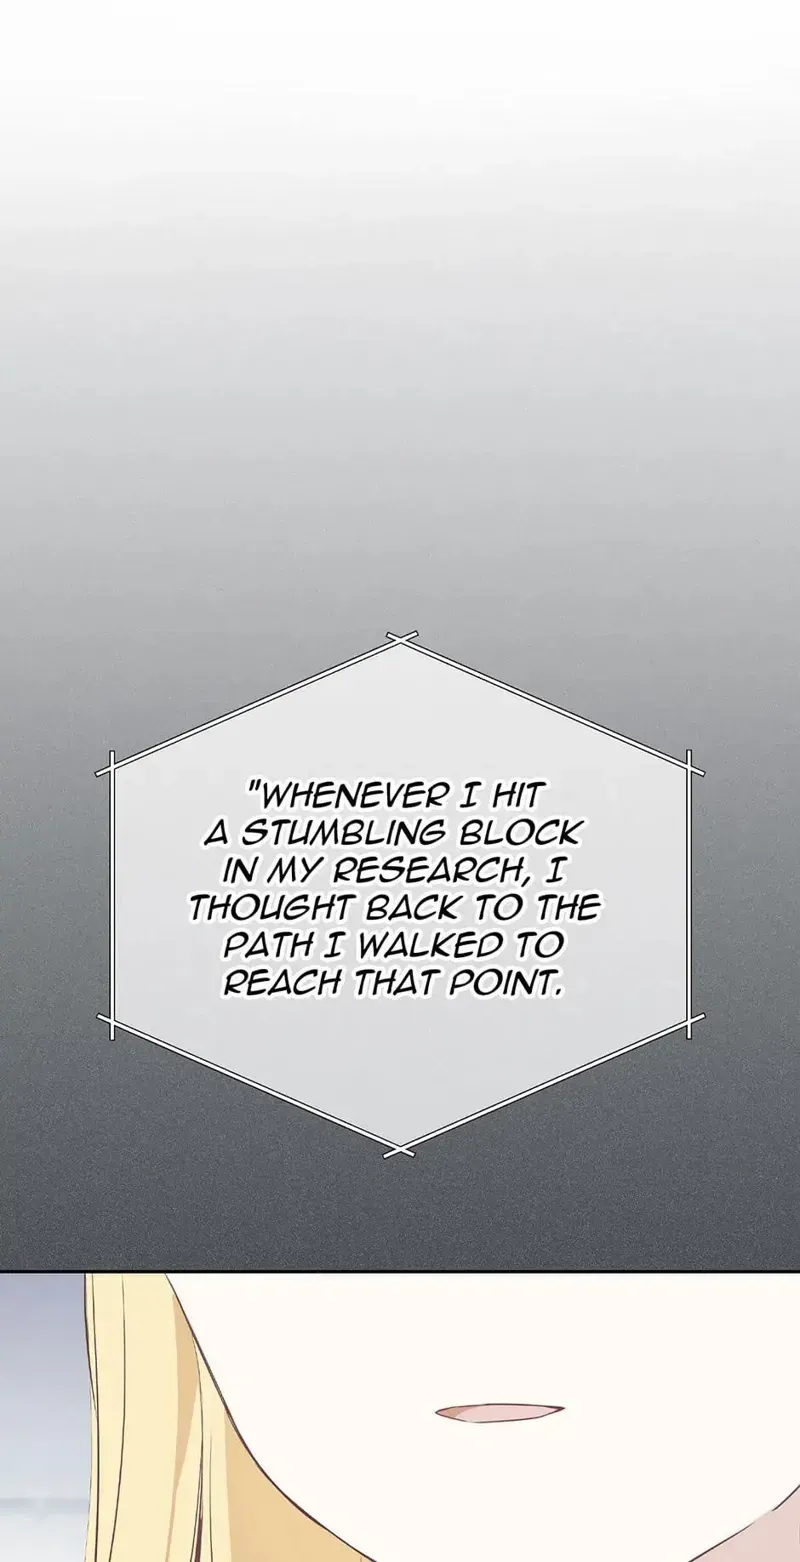 "WHENEVER I HIT
A STUMBLING BLOCK
IN MY RESEARCH, I
THOUGHT BACK TO THE
PATH I WALKED TO
REACH THAT POINT.